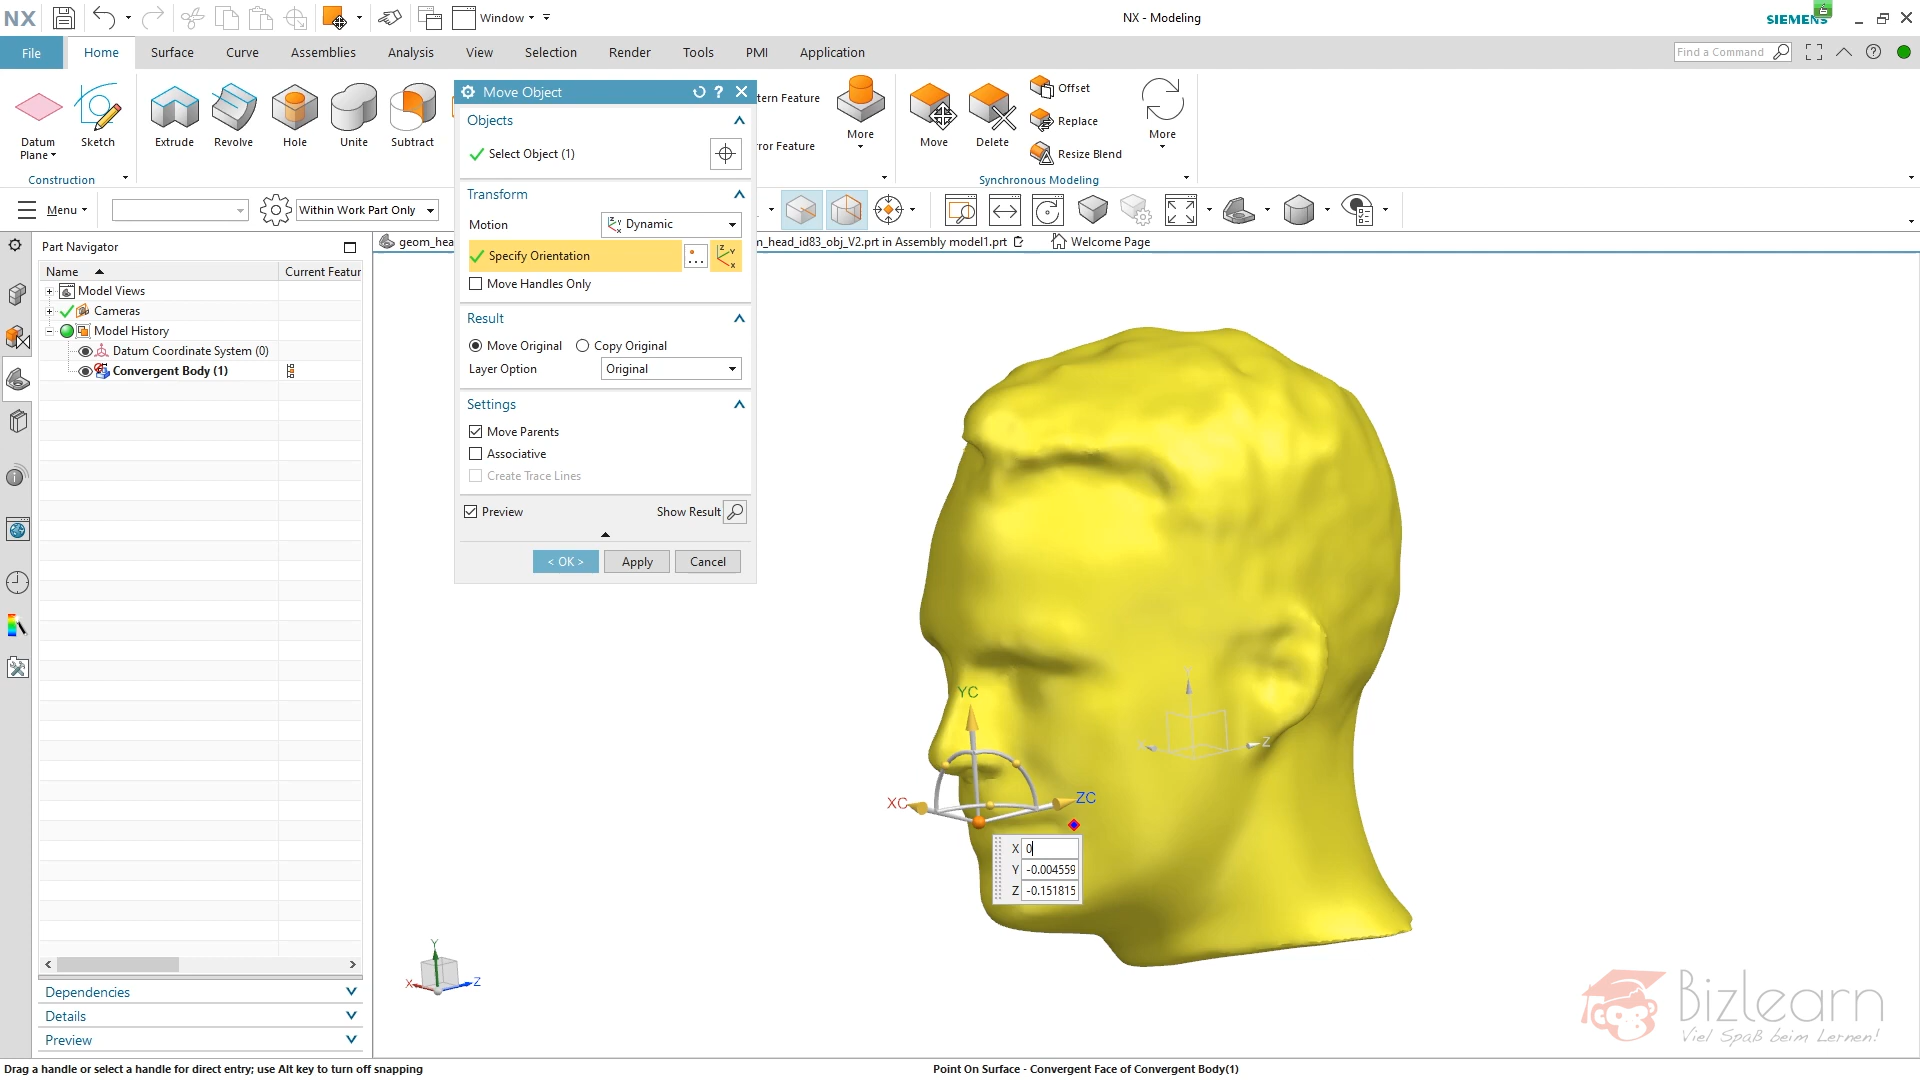 NX
Window
NX - Modeling
SIEMENS
File
Home
Surface
Curve
Assemblies
Analysis
View
Selection
Render
Tools
PMI
Application
Find a Command
Datum Plane
Sketch
Extrude
Revolve
Hole
Unite
Subtract
tern Feature
ror Feature
More
Move
Delete
Offset
Replace
Resize Blend
More
Construction
Synchronous Modeling
Menu
Within Work Part Only
Part Navigator
geom_hea
n_head_id83_obj_V2.prt in Assembly model1.prt
Welcome Page
Name
Current Featur
Model Views
Cameras
Model History
Datum Coordinate System (0)
Convergent Body (1)
Move Object
Objects
Select Object (1)
Transform
Motion
Dynamic
Specify Orientation
Move Handles Only
Result
Move Original
Copy Original
Layer Option
Original
Settings
Move Parents
Associative
Create Trace Lines
Preview
Show Result
< OK >
Apply
Cancel
YC
XC
ZC
Z
X 0
Y -0.004559
Z -0.151815
Y
X
Z
Dependencies
Details
Preview
Bizlearn
Viel Spaß beim Lernen!
Drag a handle or select a handle for direct entry; use Alt key to turn off snapping
Point On Surface - Convergent Face of Convergent Body(1)